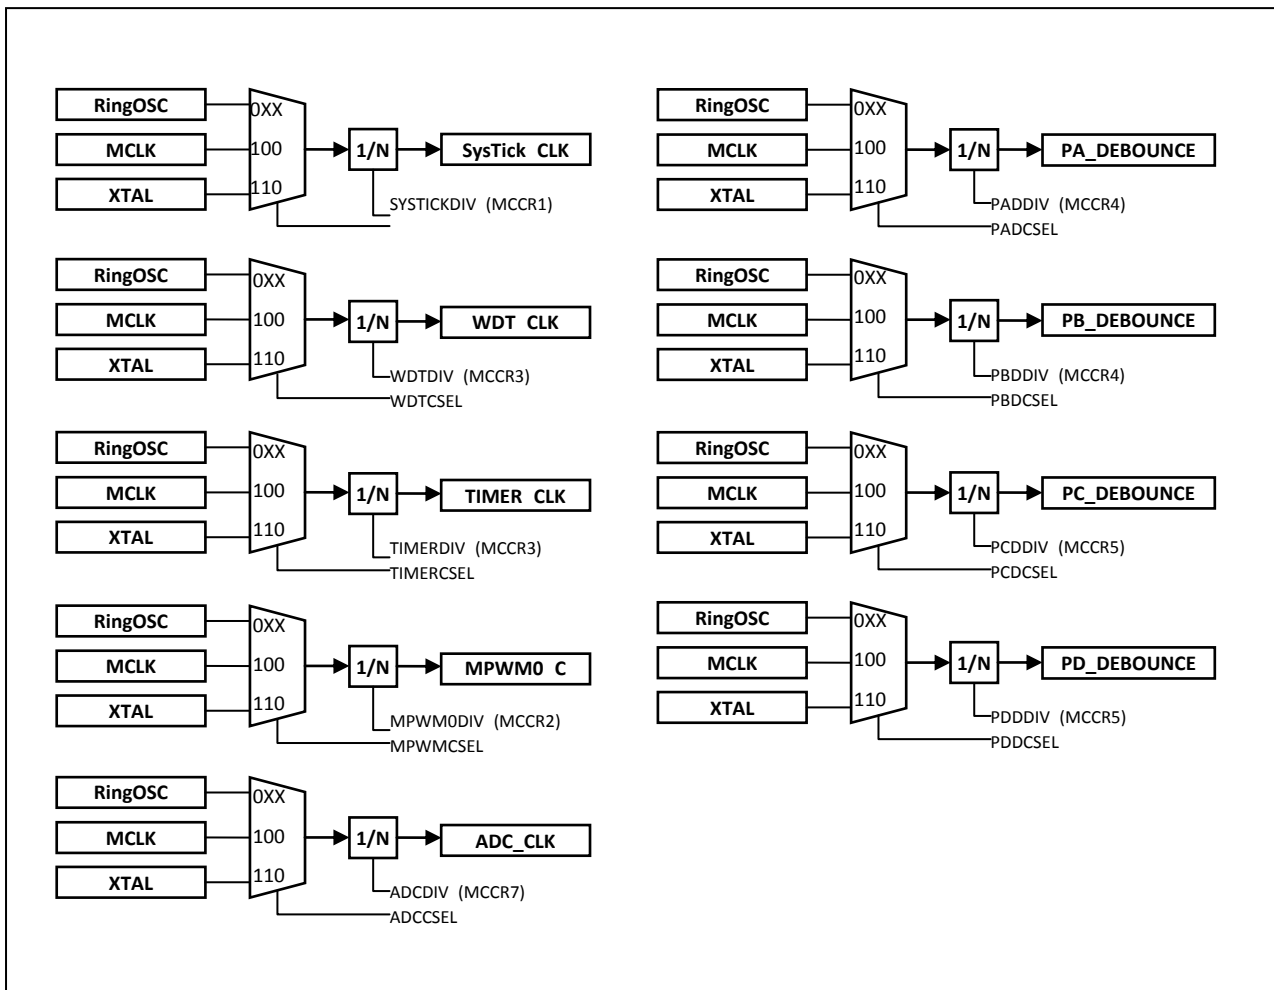 RingOSC
0XX
MCLK
100
1/N
SysTick CLK
XTAL
110
SYSTICKDIV (MCCR1)
RingOSC
0XX
MCLK
100
1/N
WDT CLK
XTAL
110
WDTDIV (MCCR3)
WDTCSEL
RingOSC
0XX
MCLK
100
1/N
TIMER CLK
XTAL
110
TIMERDIV (MCCR3)
TIMERCSEL
RingOSC
0XX
MCLK
100
1/N
MPWM0 C
XTAL
110
MPWM0DIV (MCCR2)
MPWMCSEL
RingOSC
0XX
MCLK
100
1/N
ADC_CLK
XTAL
110
ADCDIV (MCCR7)
ADCCSEL
RingOSC
0XX
MCLK
100
1/N
PA_DEBOUNCE
XTAL
110
PADDIV (MCCR4)
PADCSEL
RingOSC
0XX
MCLK
100
1/N
PB_DEBOUNCE
XTAL
110
PBDDIV (MCCR4)
PBDCSEL
RingOSC
0XX
MCLK
100
1/N
PC_DEBOUNCE
XTAL
110
PCDDIV (MCCR5)
PCDCSEL
RingOSC
0XX
MCLK
100
1/N
PD_DEBOUNCE
XTAL
110
PDDDIV (MCCR5)
PDDCSEL